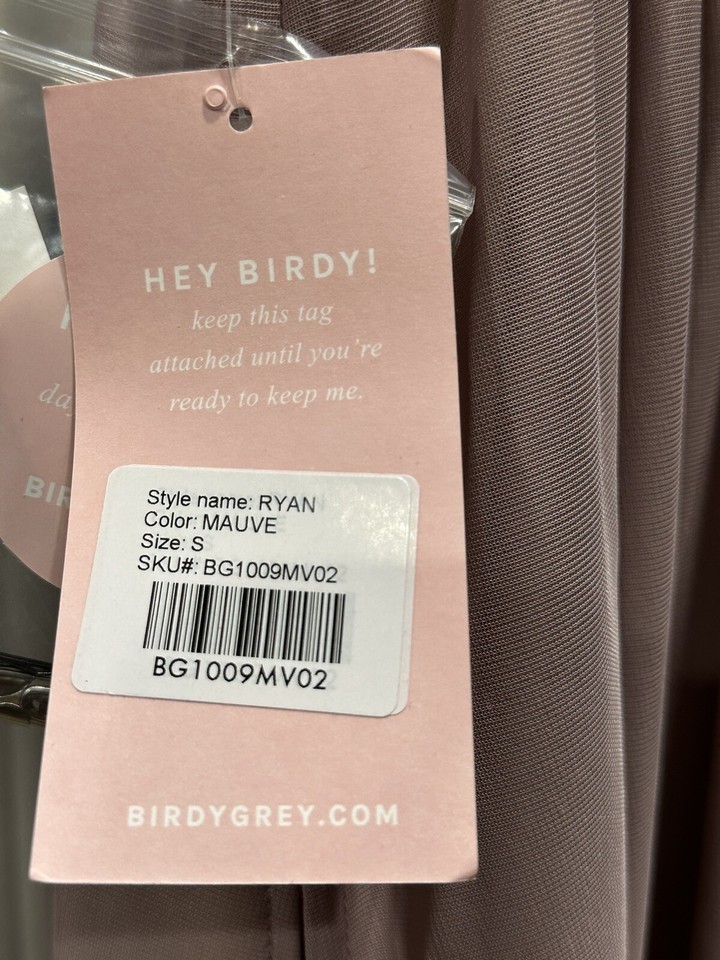 HEY BIRDY!
keep this tag
attached until you're
ready to keep me.
Style name: RYAN
Color: MAUVE
Size: S
SKU#: BG1009MV02
BG1009MV02
BIRDYGREY.COM